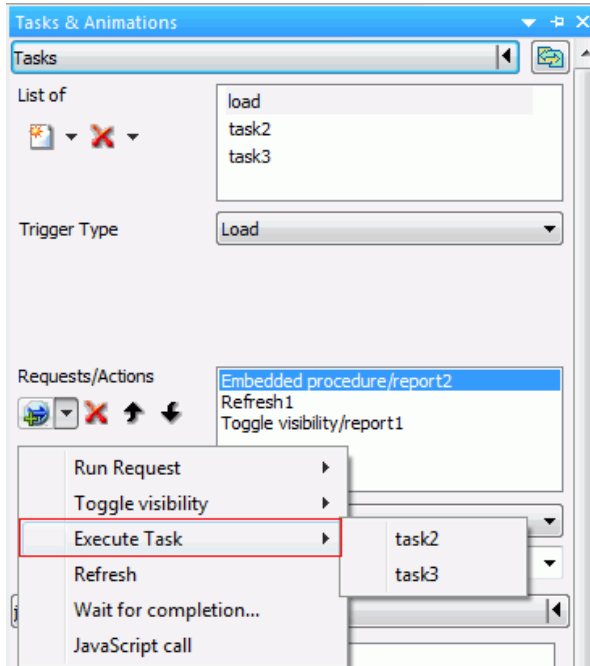 Tasks & Animations
Tasks
List of
load
task2
task3
Trigger Type
Load
Requests/Actions
Embedded procedure/report2
Refresh1
Toggle visibility/report1
Run Request
Toggle visibility
Execute Task
task2
Refresh
task3
Wait for completion...
JavaScript call